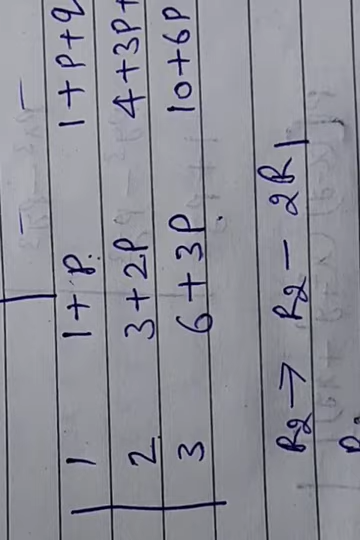 1 1+P 1+P+q
2 3+2P 4+3P+
3 6+3P 10+6P
R2 → R2 - 2R1